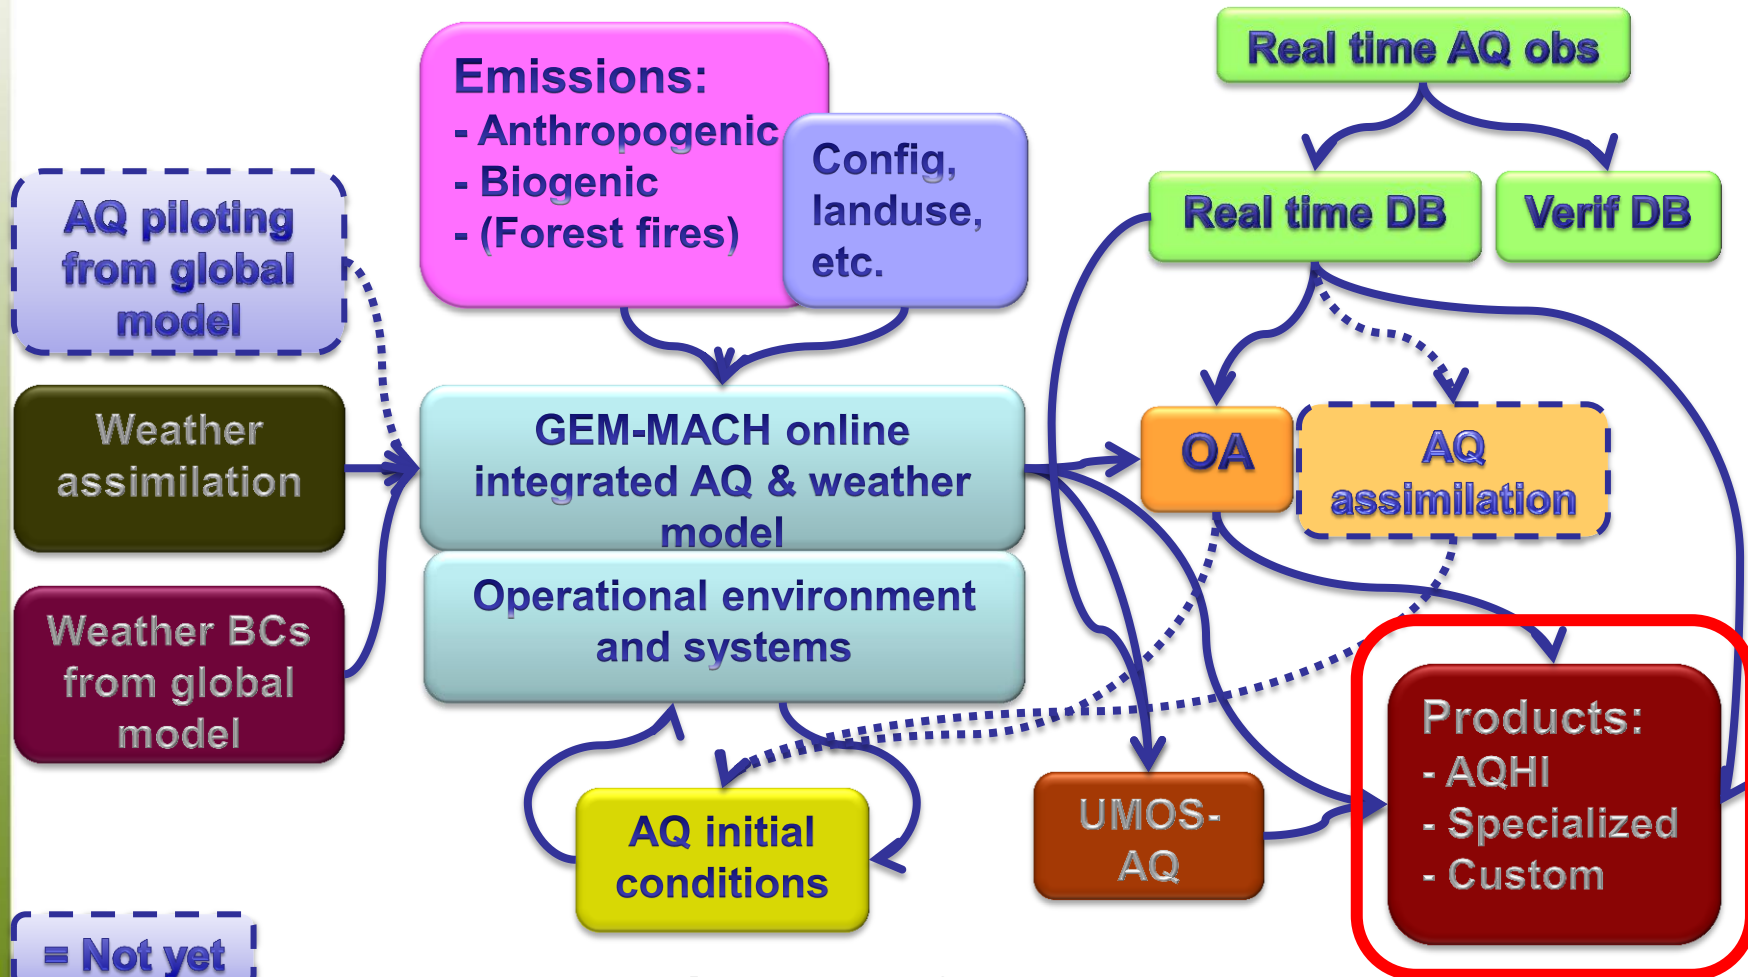 Emissions:
- Anthropogenic
- Biogenic
- (Forest fires)
Config,
landuse,
etc.
Real time AQ obs
Real time DB
Verif DB
AQ piloting
from global
model
Weather
assimilation
Weather BCs
from global
model
GEM-MACH online
integrated AQ & weather
model
Operational environment
and systems
OA
AQ
assimilation
AQ initial
conditions
UMOS-
AQ
Products:
- AQHI
- Specialized
- Custom
= Not yet